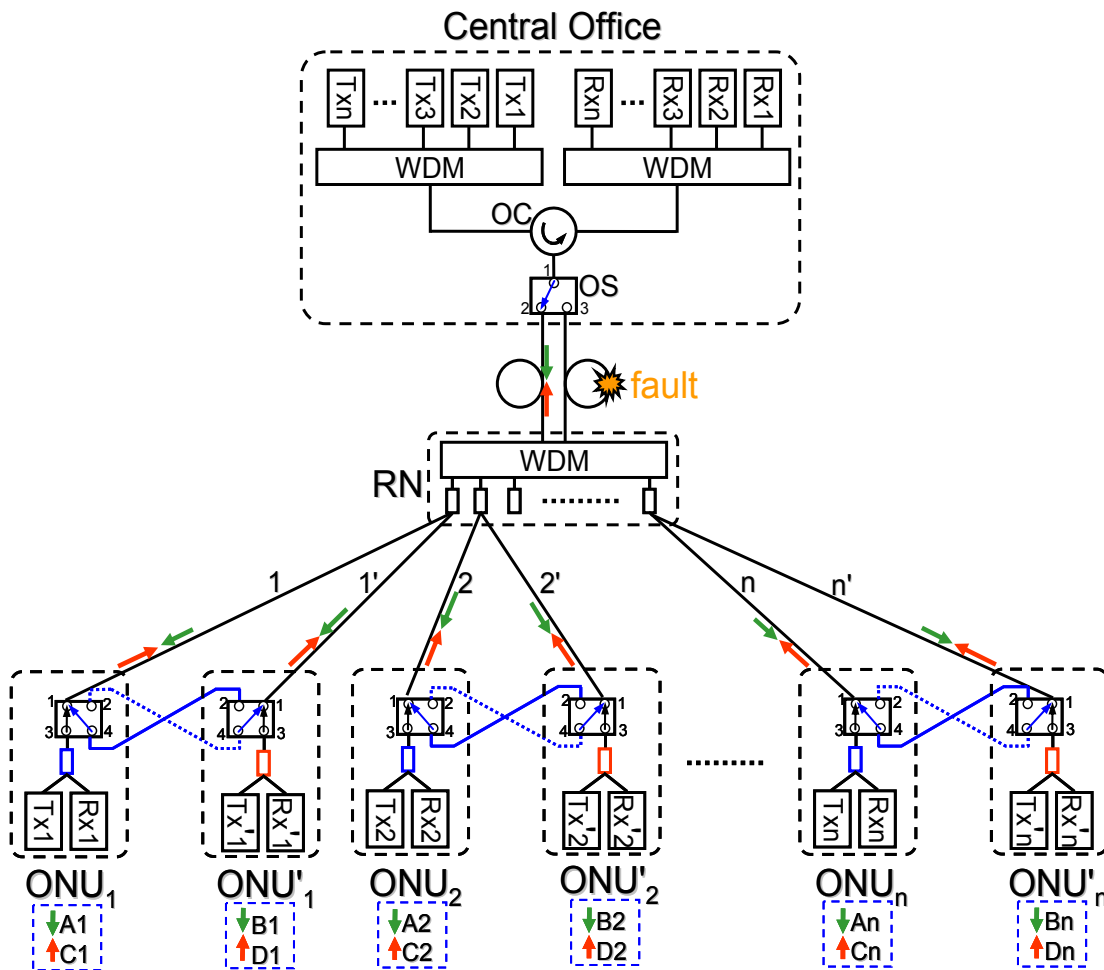 Central Office
Txn ... Tx3 Tx2 Tx1 Rxn ... Rx3 Rx2 Rx1
WDM WDM
OC
1
OS
2 3
fault
WDM
RN
1 1' 2 2' n n'
1 2 2 1 1 2 2 1 1 2 2 1
3 4 4 3 3 4 4 3 3 4 4 3
Tx1 Rx1 Tx'1 Rx'1 Tx2 Rx2 Tx'2 Rx'2 Txn Rxn Tx'n Rx'n
ONU1 ONU'1 ONU2 ONU'2 ONUn ONU'n
A1 B1 A2 B2 An Bn
C1 D1 C2 D2 Cn Dn